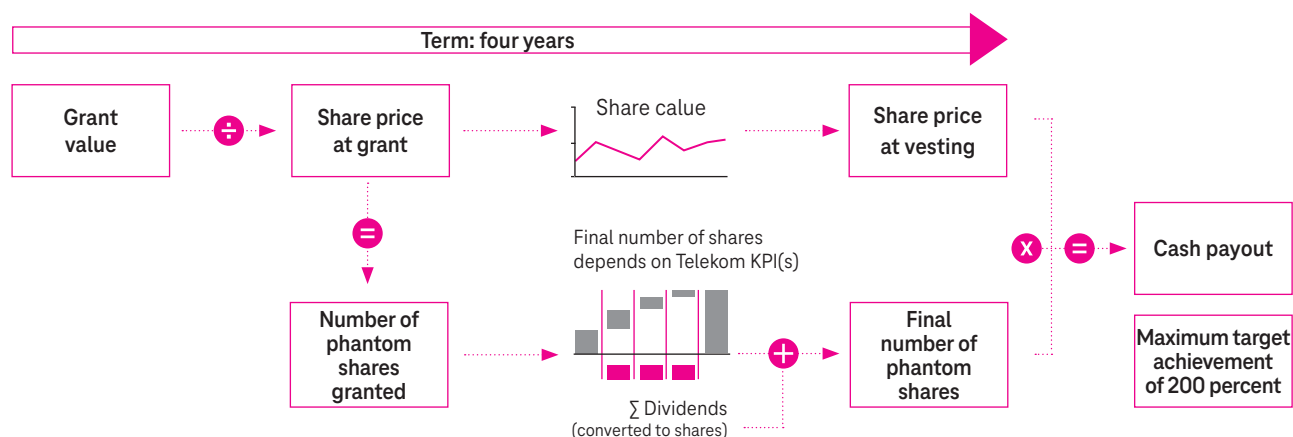 Term: four years
Grant
value
÷
Share price
at grant
Share calue
Share price
at vesting
=
Final number of shares
depends on Telekom KPI(s)
x
=
Cash payout
Number of
phantom
shares
granted
+
Final
number of
phantom
shares
Maximum target
achievement
of 200 percent
∑ Dividends
(converted to shares)